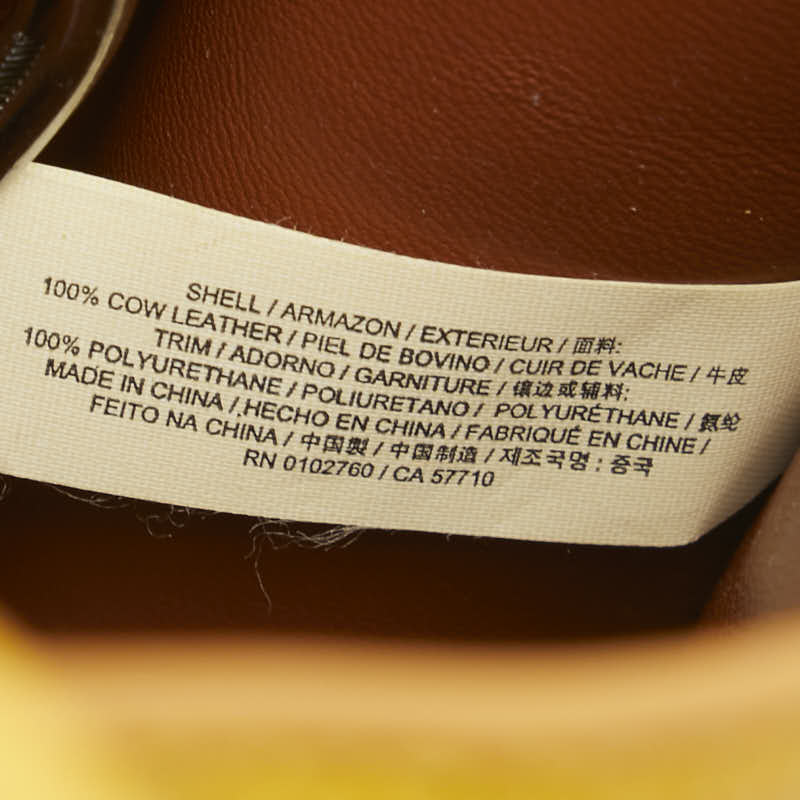 SHELL / ARMAZON / EXTERIEUR / 面料:
100% COW LEATHER / PIEL DE BOVINO / CUIR DE VACHE / 牛皮
TRIM / ADORNO / GARNITURE / 镶边或辅料:
100% POLYURETHANE / POLIURETANO / POLYURÉTHANE / 氨纶
MADE IN CHINA / HECHO EN CHINA / FABRIQUÉ EN CHINE /
FEITO NA CHINA / 中国製 / 中国制造 / 제조국명 : 중국
RN 0102760 / CA 57710